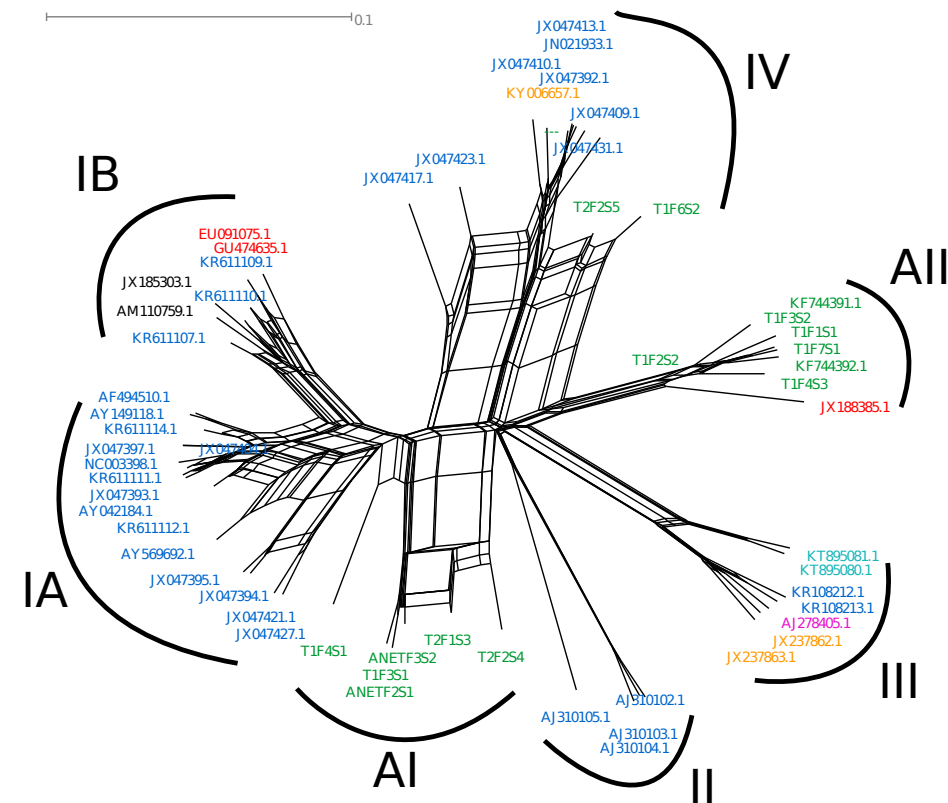 0.1
JX047413.1
JN021933.1
JX047410.1
JX047392.1
KY006657.1
JX047409.1
JX047431.1
IV
JX047423.1
JX047417.1
T2F2S5
T1F6S2
IB
EU091075.1
GU474635.1
KR611109.1
JX185303.1
KR611110.1
AM110759.1
KR611107.1
AII
KF744391.1
T1F3S2
T1F1S1
T1F7S1
T1F2S2
KF744392.1
T1F4S3
JX188385.1
AF494510.1
AY149118.1
KR611114.1
JX047397.1
NC003398.1
KR611111.1
JX047393.1
AY042184.1
KR611112.1
AY569692.1
JX047395.1
JX047394.1
JX047421.1
JX047427.1
IA
T1F4S1
ANETF3S2
T2F1S3
T2F2S4
T1F3S1
ANETF2S1
AI
KT895081.1
KT895080.1
KR108212.1
KR108213.1
AJ278405.1
JX237862.1
JX237863.1
III
AJ310102.1
AJ310105.1
AJ310103.1
AJ310104.1
II